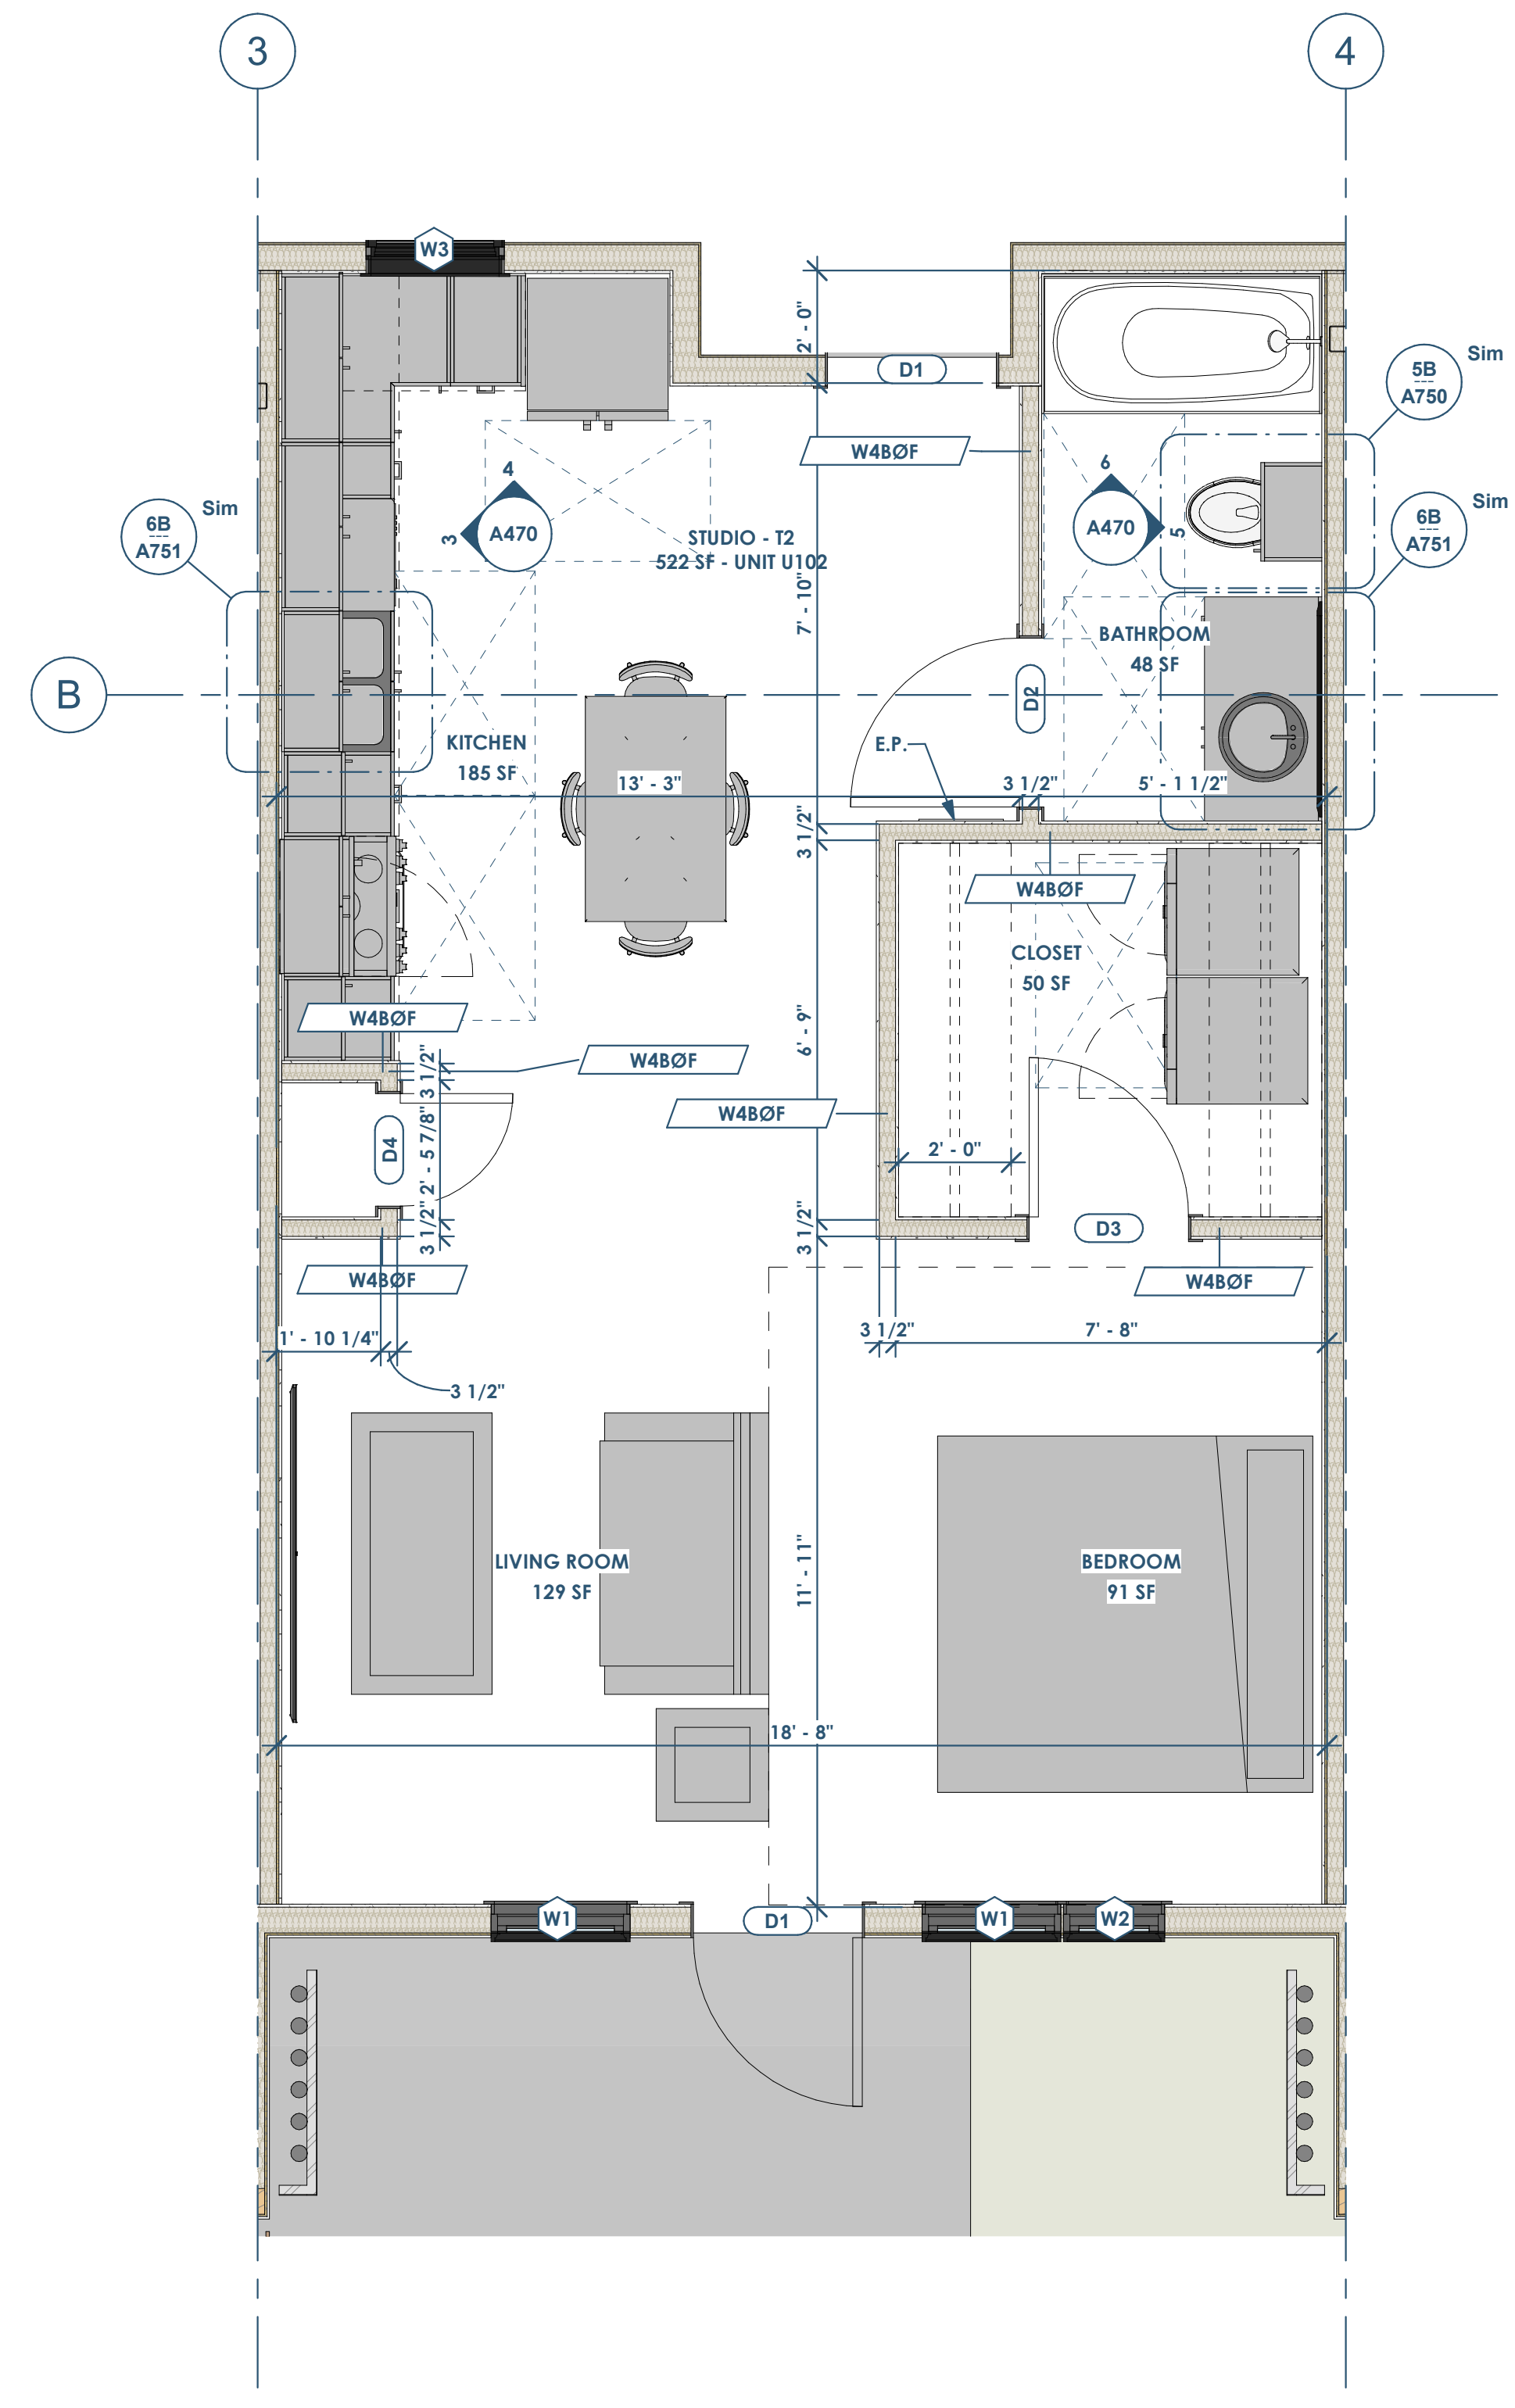 3
4
W3
2' - 0"
D1
Sim
5B
A750
W4BØF
4
3
A470
6
5
A470
Sim
6B
A751
Sim
6B
A751
STUDIO - T2
522 SF - UNIT U102
7' - 10"
BATHROOM
48 SF
B
D2
KITCHEN
185 SF
E.P.
13' - 3"
3 1/2"
5' - 1 1/2"
3 1/2"
W4BØF
CLOSET
50 SF
W4BØF
6' - 9"
W4BØF
3 1/2"
W4BØF
D4
2' - 5 7/8"
2' - 0"
3 1/2"
3 1/2"
D3
W4BØF
W4BØF
1' - 10 1/4"
3 1/2"
7' - 8"
3 1/2"
11' - 11"
LIVING ROOM
129 SF
BEDROOM
91 SF
18' - 8"
W1
D1
W1
W2